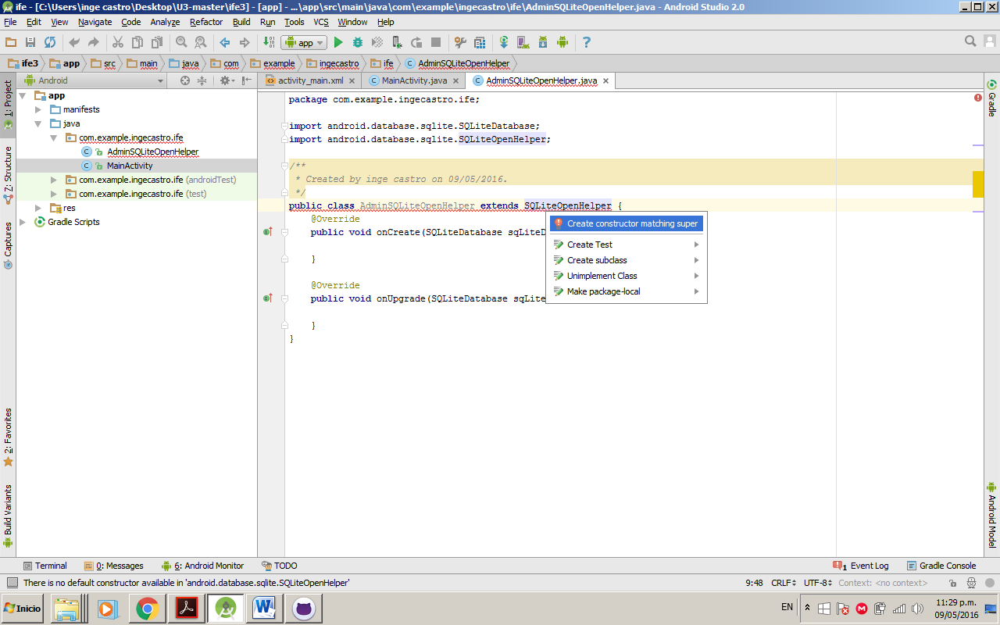 ife - [C:\Users\inge castro\Desktop\U3-master\ife3] - [app] - ...\app\src\main\java\com\example\ingecastro\ife\AdminSQLiteOpenHelper.java - Android Studio 2.0
File Edit View Navigate Code Analyze Refactor Build Run Tools VCS Window Help
app
ife3 app src main java com example ingecastro ife AdminSQLiteOpenHelper
Android
activity_main.xml MainActivity.java AdminSQLiteOpenHelper.java
1: Project
7: Structure
Captures
2: Favorites
Build Variants
app
manifests
java
com.example.ingecastro.ife
AdminSQLiteOpenHelper
MainActivity
com.example.ingecastro.ife (androidTest)
com.example.ingecastro.ife (test)
res
Gradle Scripts
package com.example.ingecastro.ife;
import android.database.sqlite.SQLiteDatabase;
import android.database.sqlite.SQLiteOpenHelper;
/**
* Created by inge castro on 09/05/2016.
*/
public class AdminSQLiteOpenHelper extends SQLiteOpenHelper {
@Override
public void onCreate(SQLiteDatabase sqLiteD
}
@Override
public void onUpgrade(SQLiteDatabase sqLite
}
}
Create constructor matching super
Create Test
Create subclass
Unimplement Class
Make package-local
Gradle
Android Model
Terminal 0: Messages 6: Android Monitor TODO 1 Event Log Gradle Console
There is no default constructor available in 'android.database.sqlite.SQLiteOpenHelper' 9:48 CRLF UTF-8 Context: <no context>
Inicio EN 11:29 p.m.
09/05/2016